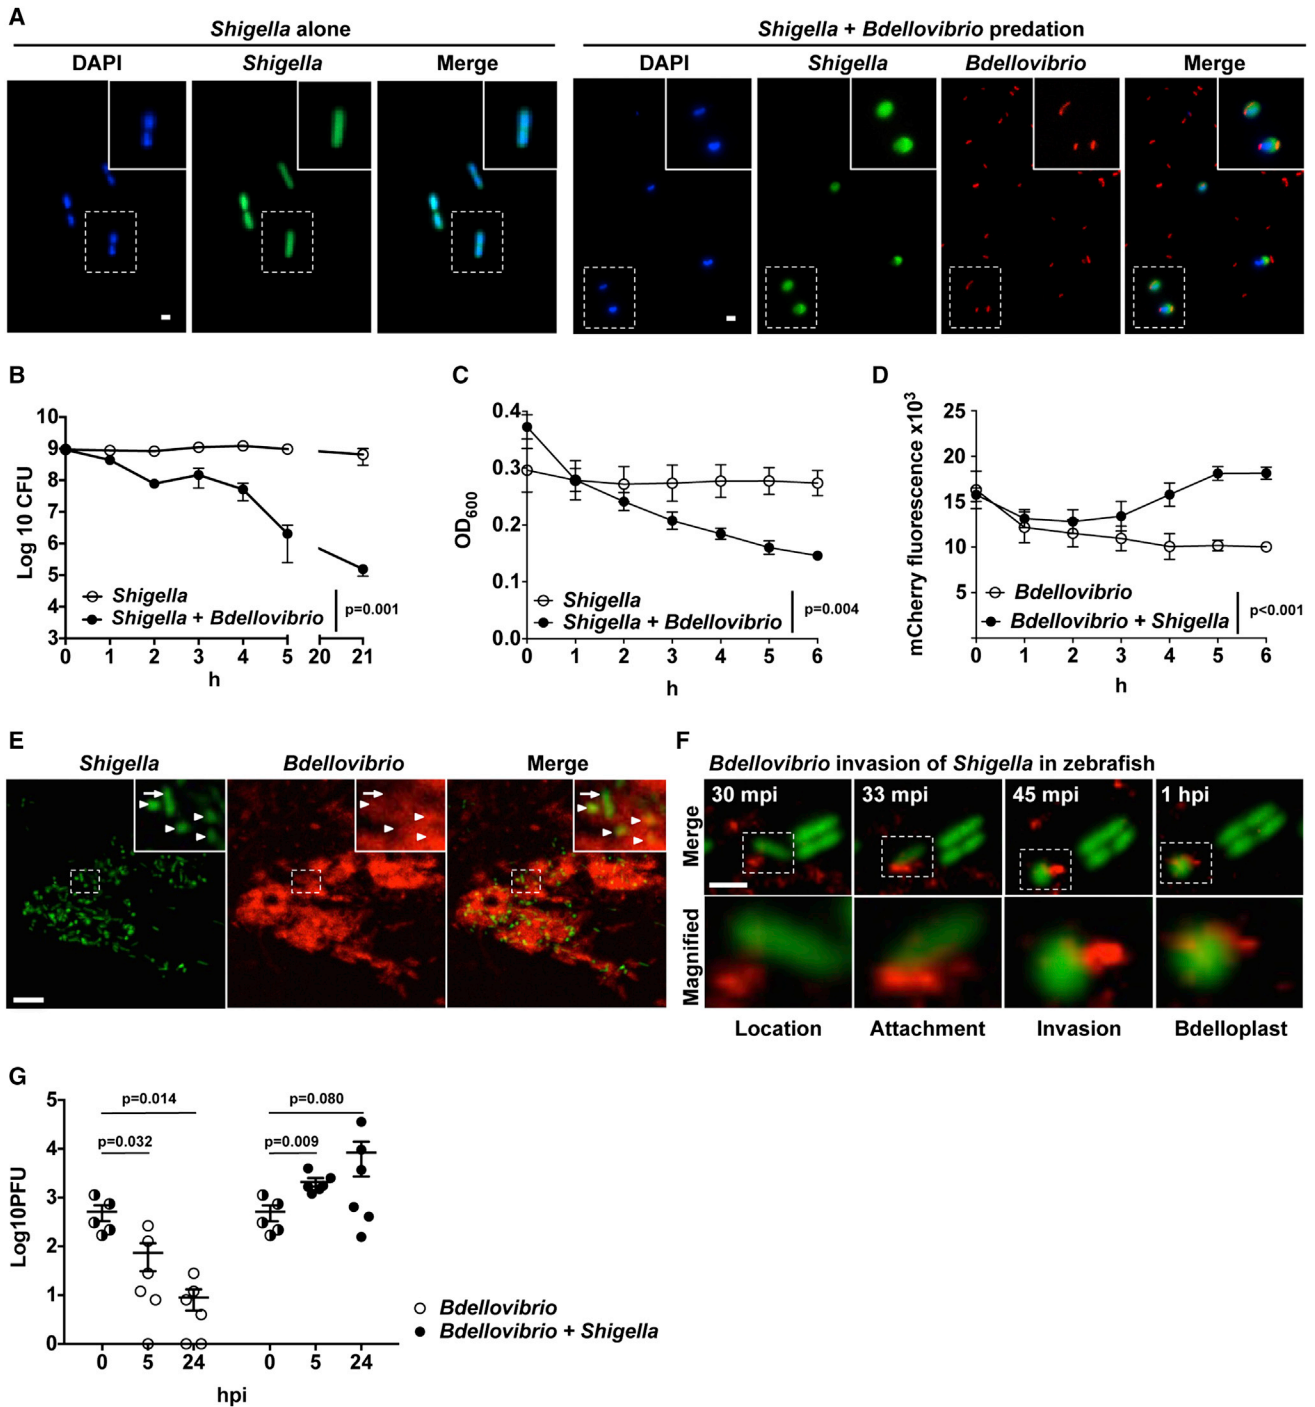 A
Shigella alone
Shigella + Bdellovibrio predation
DAPI Shigella Merge
DAPI Shigella Bdellovibrio Merge
B
10
9
8
7
6
5
4
3
Log 10 CFU
Shigella
Shigella + Bdellovibrio
p=0.001
0 1 2 3 4 5 20 21
h
C
0.4
0.3
0.2
0.1
0.0
OD600
Shigella
Shigella + Bdellovibrio
p=0.004
0 1 2 3 4 5 6
h
D
25
20
15
10
5
mCherry fluorescence x10³
Bdellovibrio
Bdellovibrio + Shigella
p<0.001
0 1 2 3 4 5 6
h
E
Shigella Bdellovibrio Merge
F
Bdellovibrio invasion of Shigella in zebrafish
30 mpi 33 mpi 45 mpi 1 hpi
Merge
Magnified
Location Attachment Invasion Bdelloplast
G
5
4
3
2
1
0
Log10PFU
p=0.014
p=0.032
p=0.080
p=0.009
0 5 24 0 5 24
hpi
Bdellovibrio
Bdellovibrio + Shigella